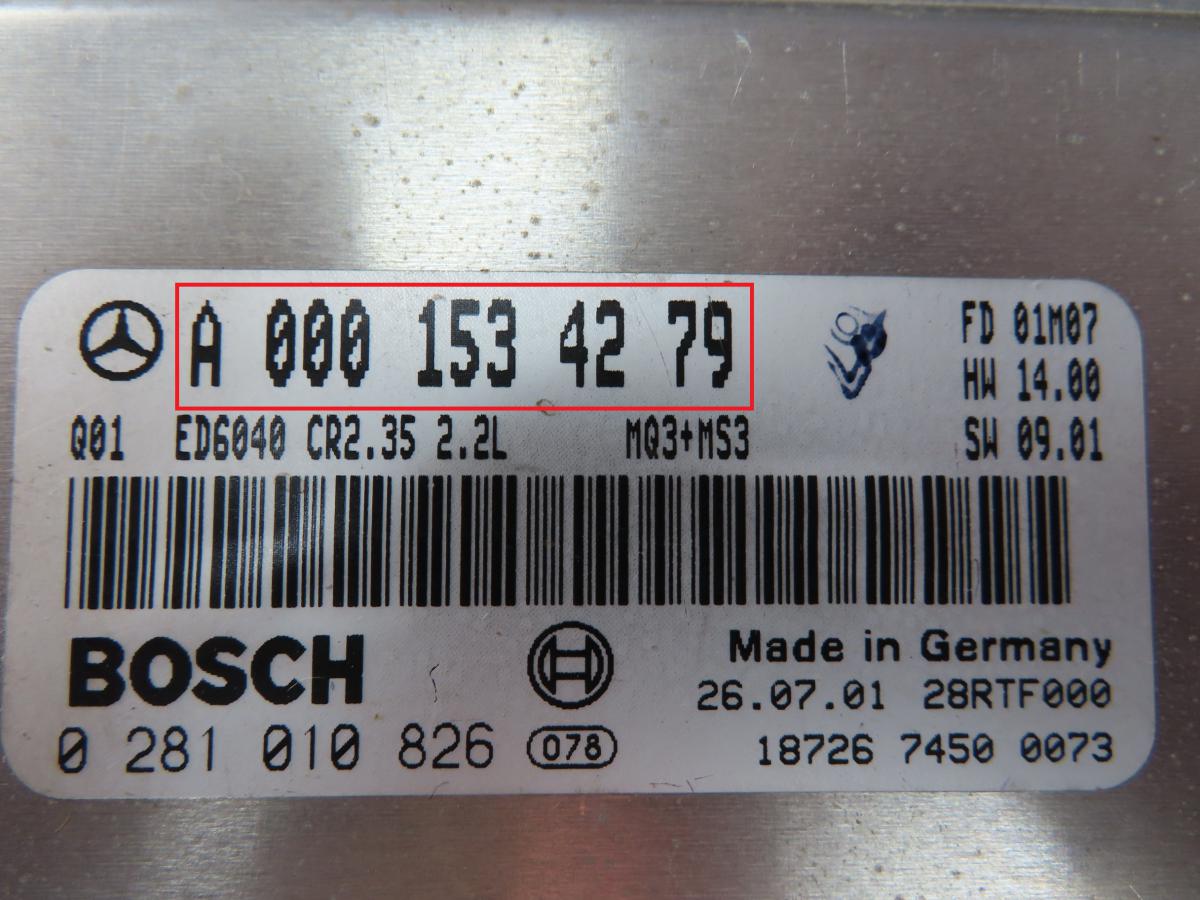 A 000 153 42 79
FD 01M07
HW 14.00
Q01 ED6040 CR2.35 2.2L MQ3+MS3 SW 09.01
BOSCH
Made in Germany
26.07.01 28RTF000
0 281 010 826 078 18726 7450 0073